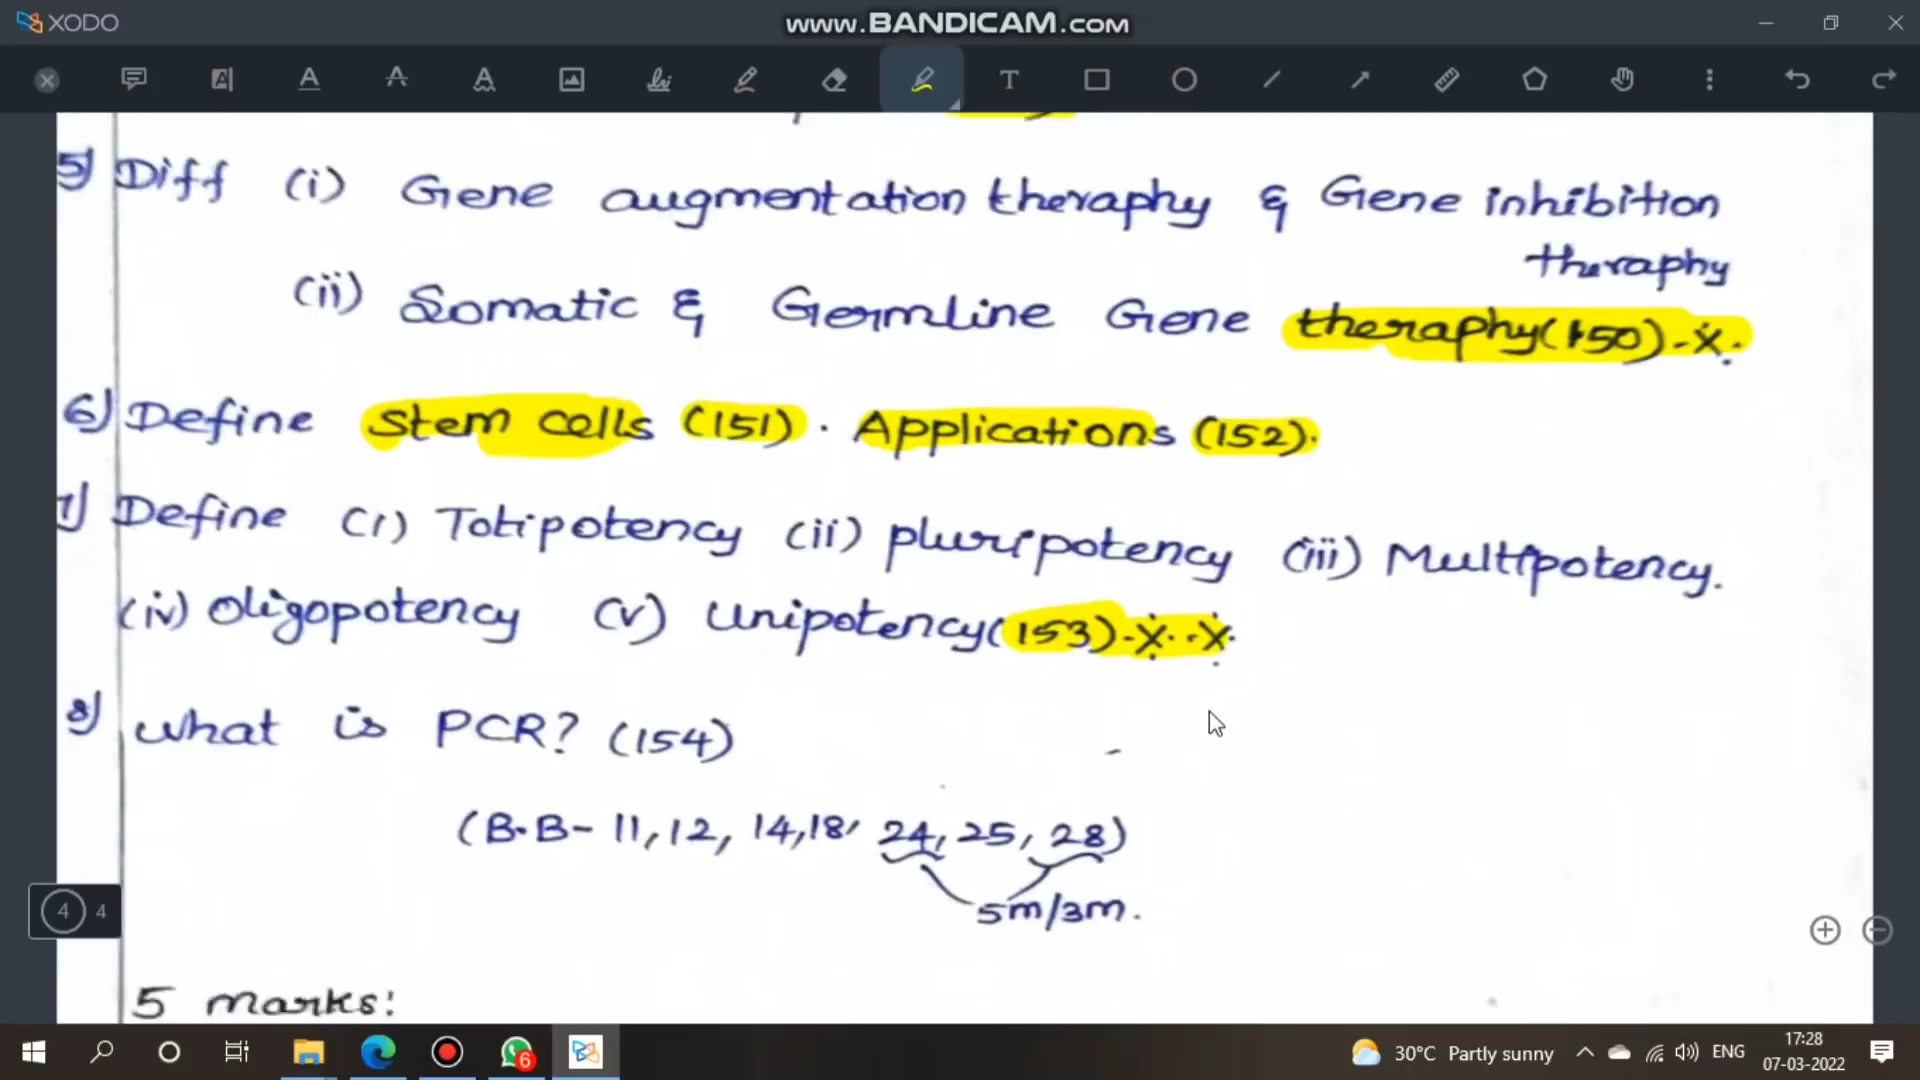 XODO
www.BANDICAM.com
5) Diff (i) Gene augmentation theraphy & Gene inhibition
theraphy
(ii) Somatic & Germline Gene theraphy(150).※.
6) Define Stem cells (151). Applications (152).
7) Define (i) Totipotency (ii) pluripotency (iii) Multipotency.
(iv) Oligopotency (v) Unipotency(153).※.※.
8) What is PCR? (154)
(B.B- 11, 12, 14, 18, 24, 25, 28)
5m/3m.
5 marks:
4 4
6
30°C Partly sunny
ENG
17:28
07-03-2022